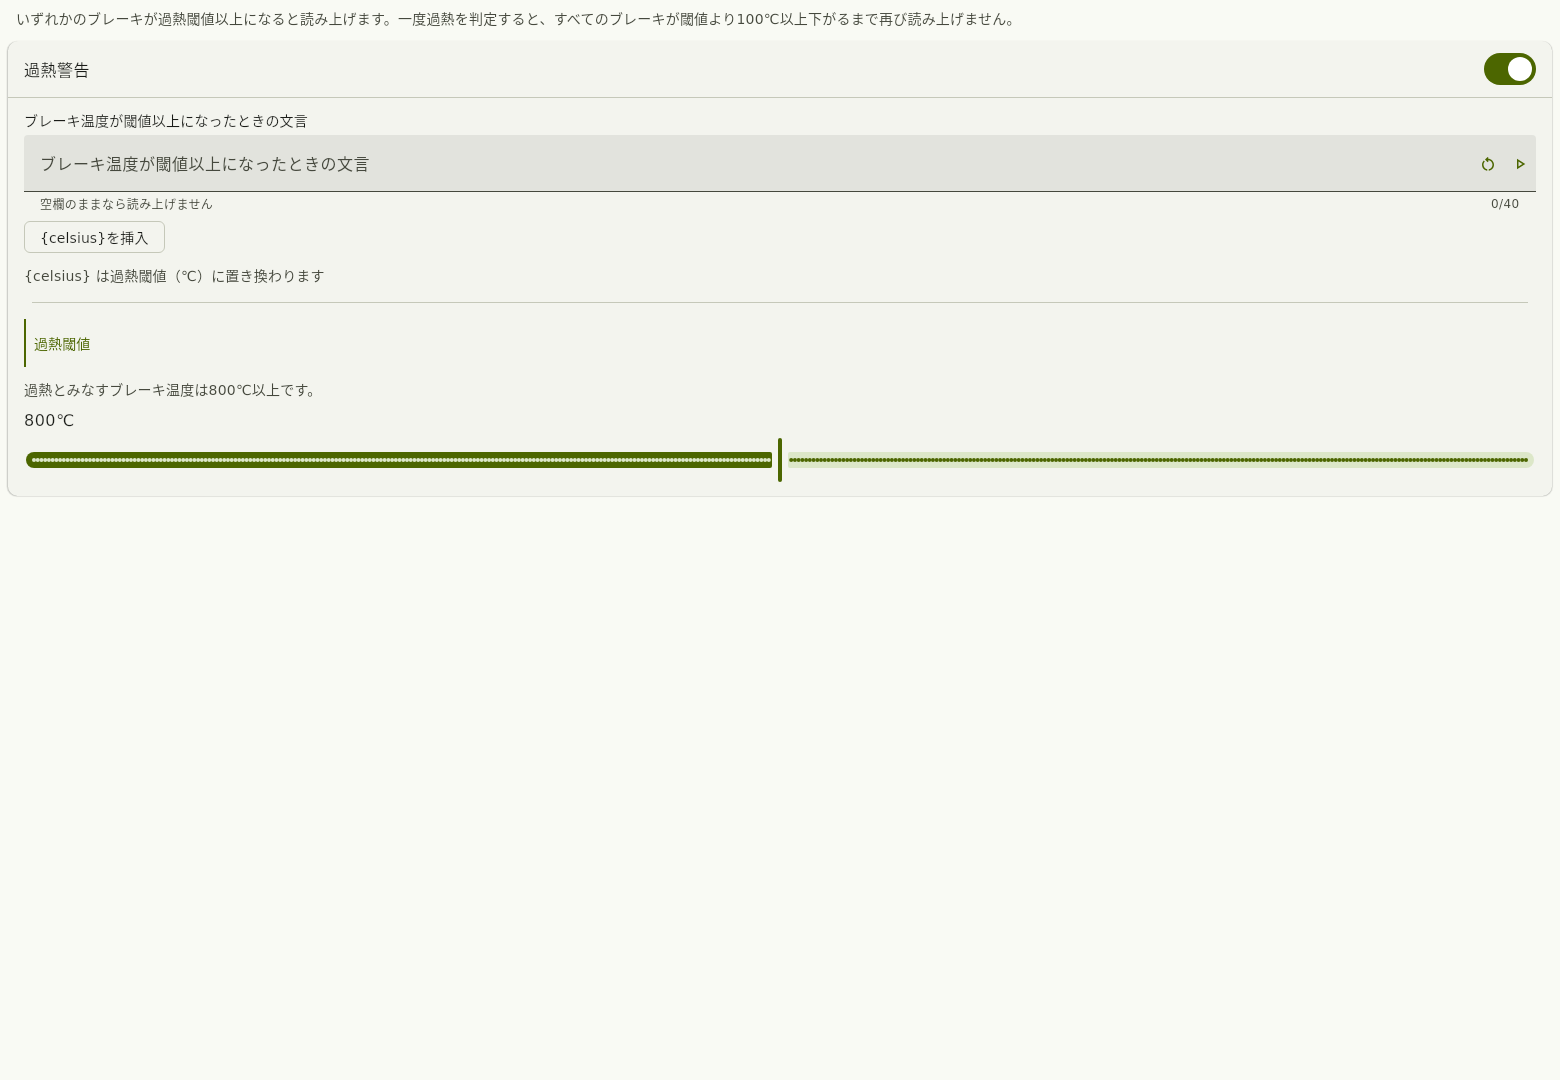 いずれかのブレーキが過熱閾値以上になると読み上げます。一度過熱を判定すると、すべてのブレーキが閾値より100℃以上下がるまで再び読み上げません。
過熱警告
ブレーキ温度が閾値以上になったときの文言
ブレーキ温度が閾値以上になったときの文言
空欄のままなら読み上げません 0/40
{celsius}を挿入
{celsius} は過熱閾値（℃）に置き換わります
過熱閾値
過熱とみなすブレーキ温度は800℃以上です。
800℃